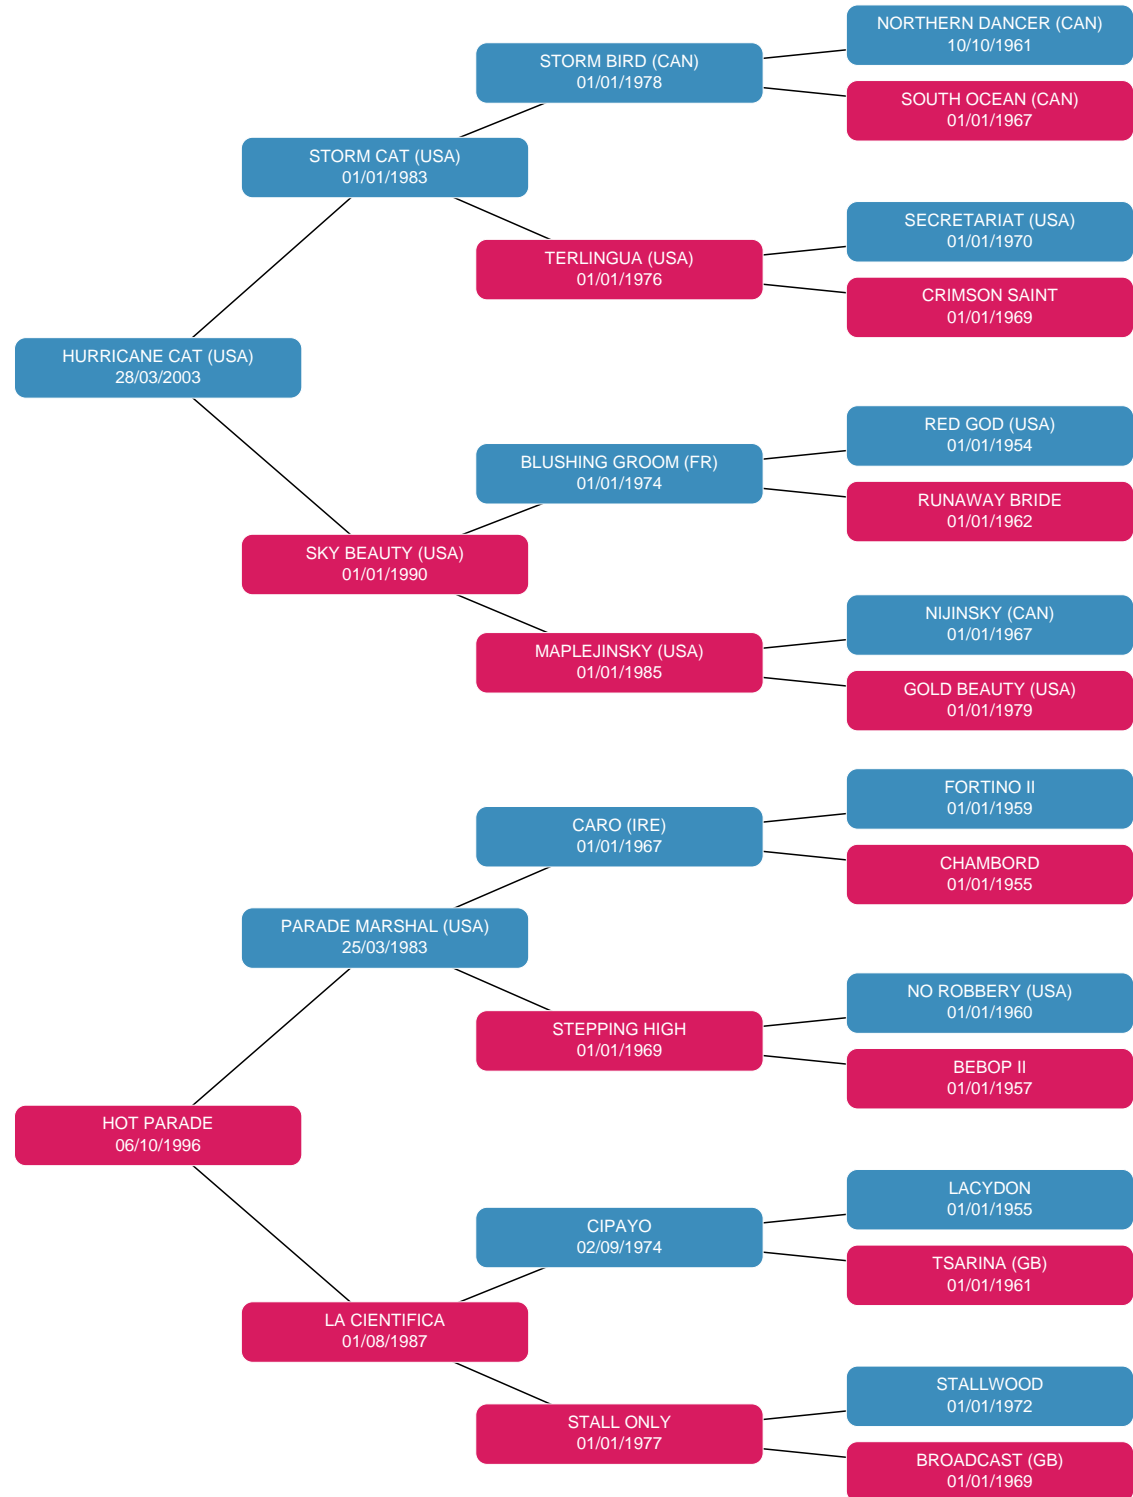 NORTHERN DANCER (CAN)
10/10/1961
STORM BIRD (CAN)
01/01/1978
SOUTH OCEAN (CAN)
01/01/1967
STORM CAT (USA)
01/01/1983
SECRETARIAT (USA)
01/01/1970
TERLINGUA (USA)
01/01/1976
CRIMSON SAINT
01/01/1969
HURRICANE CAT (USA)
28/03/2003
RED GOD (USA)
01/01/1954
BLUSHING GROOM (FR)
01/01/1974
RUNAWAY BRIDE
01/01/1962
SKY BEAUTY (USA)
01/01/1990
NIJINSKY (CAN)
01/01/1967
MAPLEJINSKY (USA)
01/01/1985
GOLD BEAUTY (USA)
01/01/1979
FORTINO II
01/01/1959
CARO (IRE)
01/01/1967
CHAMBORD
01/01/1955
PARADE MARSHAL (USA)
25/03/1983
NO ROBBERY (USA)
01/01/1960
STEPPING HIGH
01/01/1969
BEBOP II
01/01/1957
HOT PARADE
06/10/1996
LACYDON
01/01/1955
CIPAYO
02/09/1974
TSARINA (GB)
01/01/1961
LA CIENTIFICA
01/08/1987
STALLWOOD
01/01/1972
STALL ONLY
01/01/1977
BROADCAST (GB)
01/01/1969